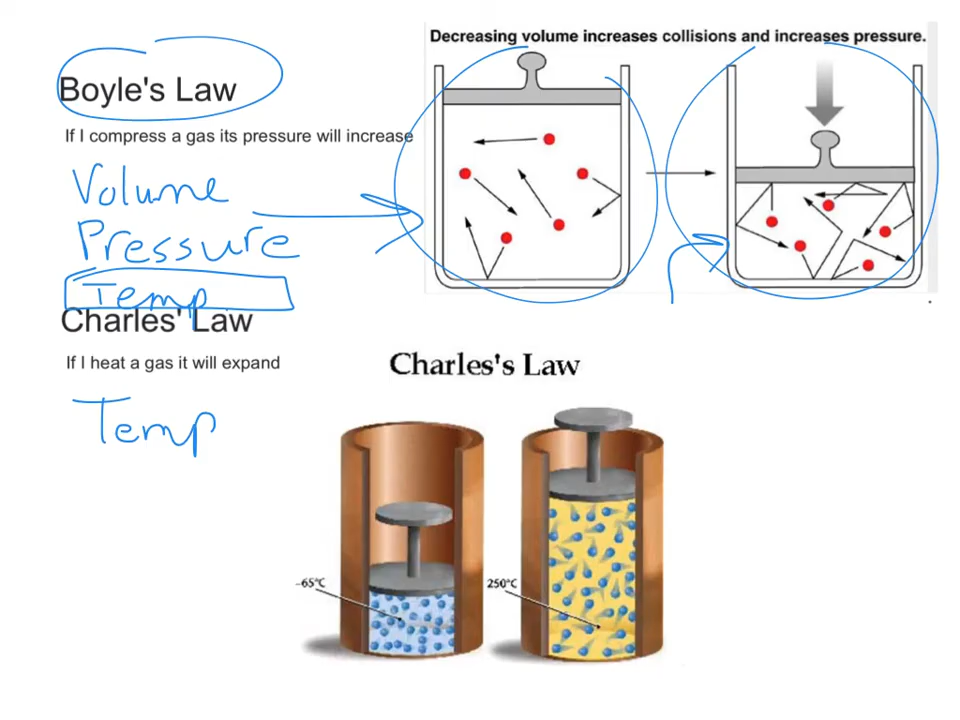 Decreasing volume increases collisions and increases pressure.
Boyle's Law
If I compress a gas its pressure will increase
Volume
Pressure
Temp
Charles' Law
If I heat a gas it will expand
Charles's Law
Temp
–65°C
250°C